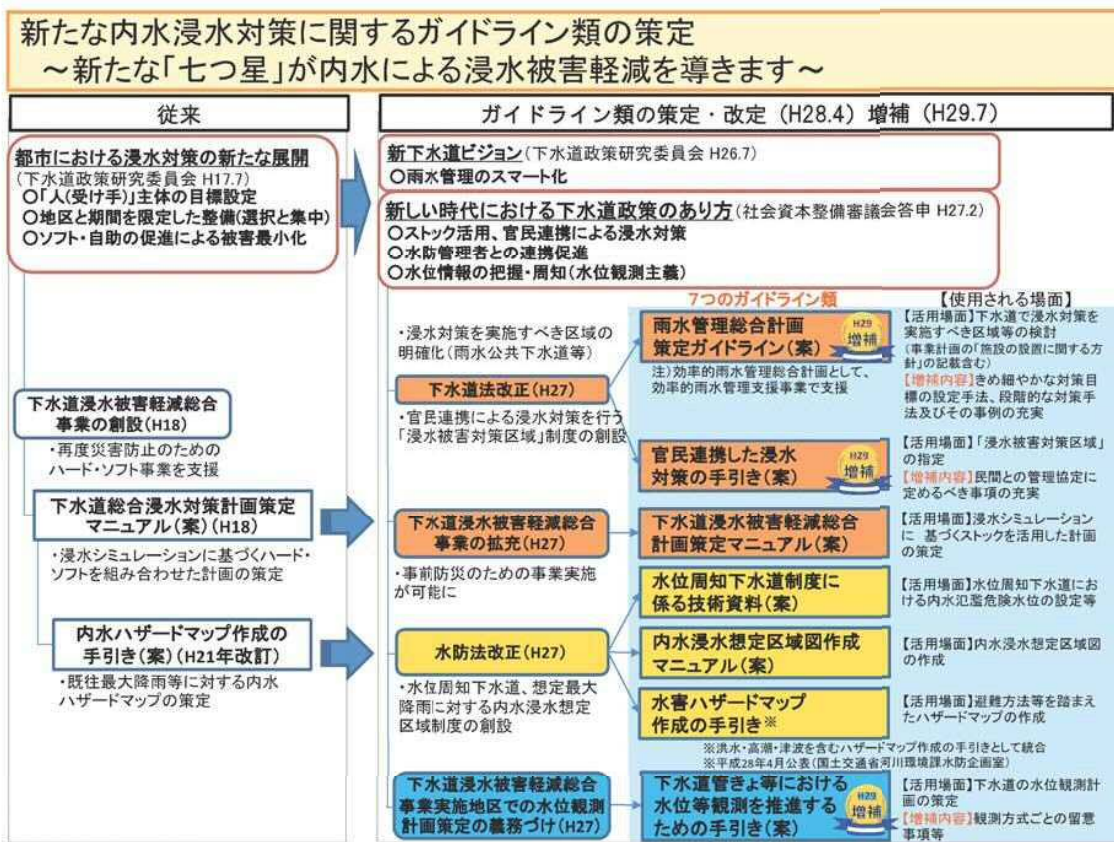 新たな内水浸水対策に関するガイドライン類の策定
～新たな「七つ星」が内水による浸水被害軽減を導きます～
従来
都市における浸水対策の新たな展開
(下水道政策研究委員会 H17.7)
○「人(受け手)」主体の目標設定
○地区と期間を限定した整備(選択と集中)
○ソフト・自助の促進による被害最小化
下水道浸水被害軽減総合
事業の創設(H18)
・再度災害防止のための
ハード・ソフト事業を支援
下水道総合浸水対策計画策定
マニュアル(案)(H18)
・浸水シミュレーションに基づくハード・
ソフトを組み合わせた計画の策定
内水ハザードマップ作成の
手引き(案)(H21年改訂)
・既往最大降雨等に対する内水
ハザードマップの策定
ガイドライン類の策定・改定 (H28.4) 増補 (H29.7)
新下水道ビジョン(下水道政策研究委員会 H26.7)
○雨水管理のスマート化
新しい時代における下水道政策のあり方(社会資本整備審議会答申 H27.2)
○ストック活用、官民連携による浸水対策
○水防管理者との連携促進
○水位情報の把握・周知(水位観測主義)
７つのガイドライン類
【使用される場面】
・浸水対策を実施すべき区域の
明確化(雨水公共下水道等)
下水道法改正(H27)
・官民連携による浸水対策を行う
「浸水被害対策区域」制度の創設
雨水管理総合計画
策定ガイドライン(案)
H29
増補
注)効率的雨水管理総合計画として、
効率的雨水管理支援事業で支援
【活用場面】下水道で浸水対策を
実施すべき区域等の検討
(事業計画の「施設の設置に関する方
針」の記載含む)
【増補内容】きめ細やかな対策目
標の設定手法、段階的な対策手
法及びその事例の充実
官民連携した浸水
対策の手引き(案)
H29
増補
【活用場面】「浸水被害対策区域」
の指定
【増補内容】民間との管理協定に
定めるべき事項の充実
下水道浸水被害軽減総合
事業の拡充(H27)
・事前防災のための事業実施
が可能に
下水道浸水被害軽減総合
計画策定マニュアル(案)
【活用場面】浸水シミュレーション
に 基づくストックを活用した計画
の策定
水防法改正(H27)
・水位周知下水道、想定最大
降雨に対する内水浸水想定
区域制度の創設
水位周知下水道制度に
係る技術資料(案)
【活用場面】水位周知下水道にお
ける内水氾濫危険水位の設定等
内水浸水想定区域図作成
マニュアル(案)
【活用場面】内水浸水想定区域図
の作成
水害ハザードマップ
作成の手引き※
【活用場面】避難方法等を踏まえ
たハザードマップの作成
※洪水・高潮・津波を含むハザードマップ作成の手引きとして統合
※平成28年4月公表(国土交通省河川環境課水防企画室)
下水道浸水被害軽減総合
事業実施地区での水位観測
計画策定の義務づけ(H27)
下水道管きょ等における
水位等観測を推進する
ための手引き(案)
H29
増補
【活用場面】下水道の水位観測計
画の策定
【増補内容】観測方式ごとの留意
事項等